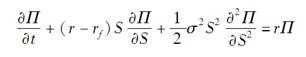 ∂Π/∂t + (r − r_f) S ∂Π/∂S + 1/2 σ² S² ∂²Π/∂S² = rΠ